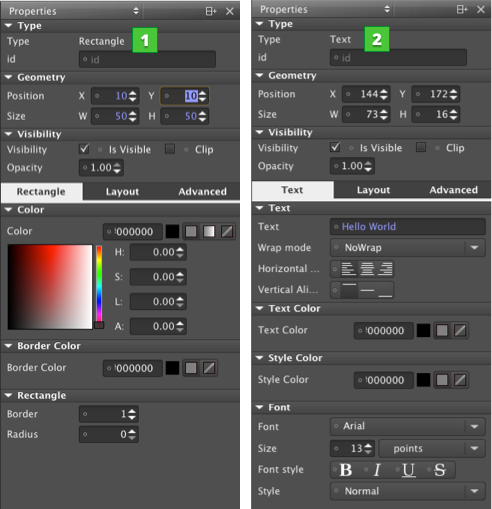 Properties
Type
Type Rectangle 1
id id
Geometry
Position X 10 Y 10
Size W 50 H 50
Visibility
Visibility Is Visible Clip
Opacity 1.00
Rectangle Layout Advanced
Color
Color 000000
H: 0.00
S: 0.00
L: 0.00
A: 0.00
Border Color
Border Color 000000
Rectangle
Border 1
Radius 0
Properties
Type
Type Text 2
id id
Geometry
Position X 144 Y 172
Size W 73 H 16
Visibility
Visibility Is Visible Clip
Opacity 1.00
Text Layout Advanced
Text
Text Hello World
Wrap mode NoWrap
Horizontal ...
Vertical Ali...
Text Color
Text Color 000000
Style Color
Style Color 000000
Font
Font Arial
Size 13 points
Font style B I U S
Style Normal